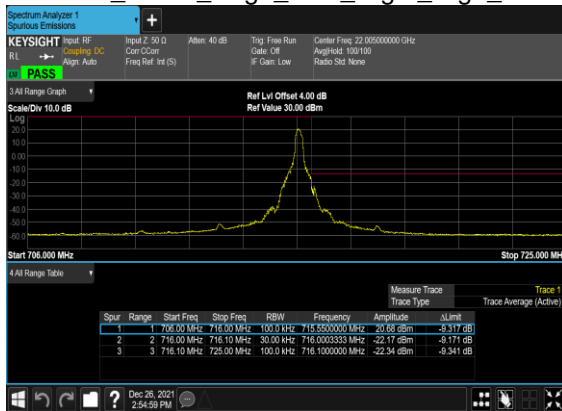 Spectrum Analyzer 1
Spurious Emissions
KEYSIGHT Input: RF Input Z: 50 Ω Atten: 40 dB Trig: Free Run Center Freq: 22.005000000 GHz
RL Coupling: DC Corr CCorr Gate: Off Avg|Hold: 100/100
Align: Auto Freq Ref: Int (S) IF Gain: Low Radio Std: None
PASS
3 All Range Graph
Ref Lvl Offset 4.00 dB
Scale/Div 10.0 dB Ref Value 30.00 dBm
Log
20.0
10.0
0.00
-10.0
-20.0
-30.0
-40.0
-50.0
-60.0
Start 706.000 MHz Stop 725.000 MH
4 All Range Table
Measure Trace Trace 1
Trace Type Trace Average (Active)
Spur Range Start Freq Stop Freq RBW Frequency Amplitude ΔLimit
1 1 706.00 MHz 716.00 MHz 100.0 kHz 715.5500000 MHz 20.68 dBm -9.317 dB
2 2 716.00 MHz 716.10 MHz 30.00 kHz 716.0003333 MHz -22.17 dBm -9.171 dB
3 3 716.10 MHz 725.00 MHz 100.0 kHz 716.1000000 MHz -22.34 dBm -9.341 dB
Dec 26, 2021
2:54:59 PM